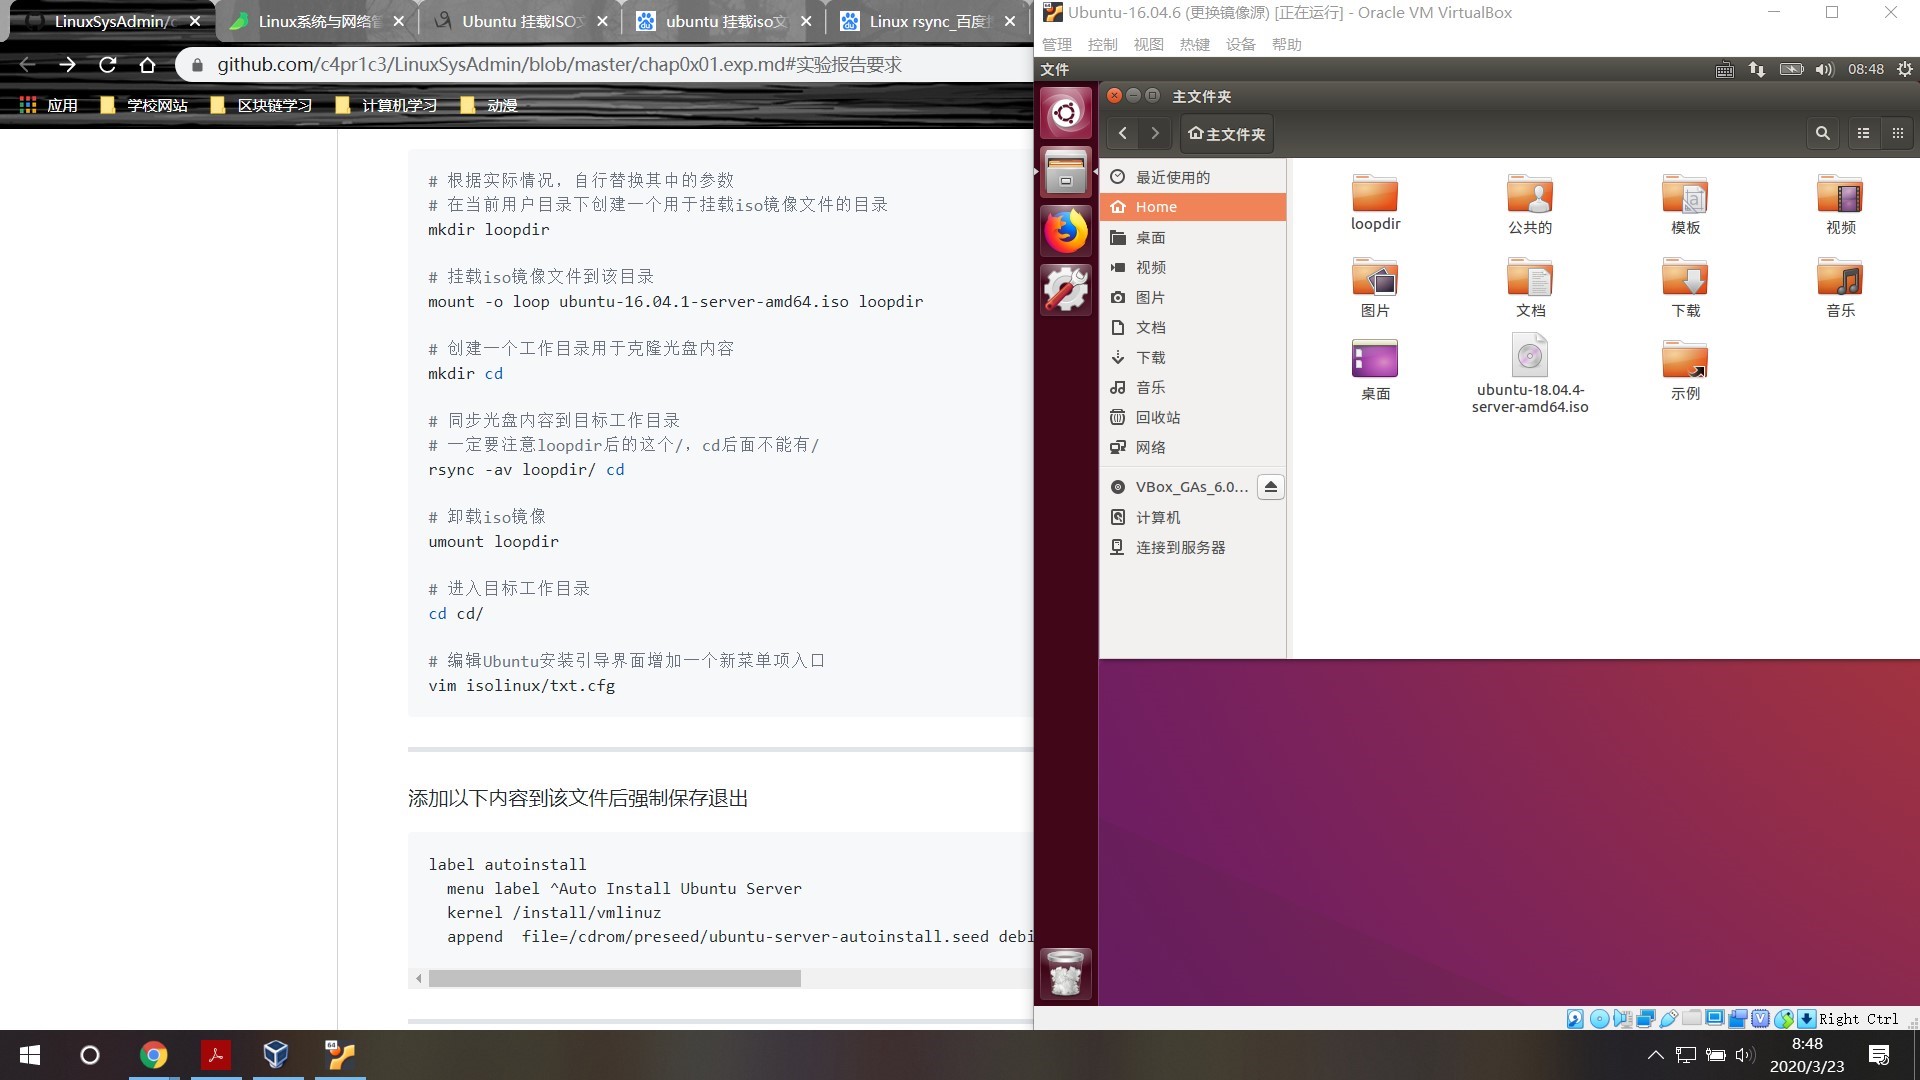 LinuxSysAdmin/c
Linux系统与网络管
Ubuntu 挂载ISO文
ubuntu 挂载iso文
Linux rsync_百度
github.com/c4pr1c3/LinuxSysAdmin/blob/master/chap0x01.exp.md#实验报告要求
应用
学校网站
区块链学习
计算机学习
动漫
# 根据实际情况，自行替换其中的参数
# 在当前用户目录下创建一个用于挂载iso镜像文件的目录
mkdir loopdir
# 挂载iso镜像文件到该目录
mount -o loop ubuntu-16.04.1-server-amd64.iso loopdir
# 创建一个工作目录用于克隆光盘内容
mkdir cd
# 同步光盘内容到目标工作目录
# 一定要注意loopdir后的这个/，cd后面不能有/
rsync -av loopdir/ cd
# 卸载iso镜像
umount loopdir
# 进入目标工作目录
cd cd/
# 编辑Ubuntu安装引导界面增加一个新菜单项入口
vim isolinux/txt.cfg
添加以下内容到该文件后强制保存退出
label autoinstall
menu label ^Auto Install Ubuntu Server
kernel /install/vmlinuz
append  file=/cdrom/preseed/ubuntu-server-autoinstall.seed debi
Ubuntu-16.04.6 (更换镜像源) [正在运行] - Oracle VM VirtualBox
管理 控制 视图 热键 设备 帮助
文件
08:48
主文件夹
主文件夹
最近使用的
Home
桌面
视频
图片
文档
下载
音乐
回收站
网络
VBox_GAs_6.0...
计算机
连接到服务器
loopdir
公共的
模板
视频
图片
文档
下载
音乐
桌面
ubuntu-18.04.4-
server-amd64.iso
示例
Right Ctrl
64
8:48
2020/3/23